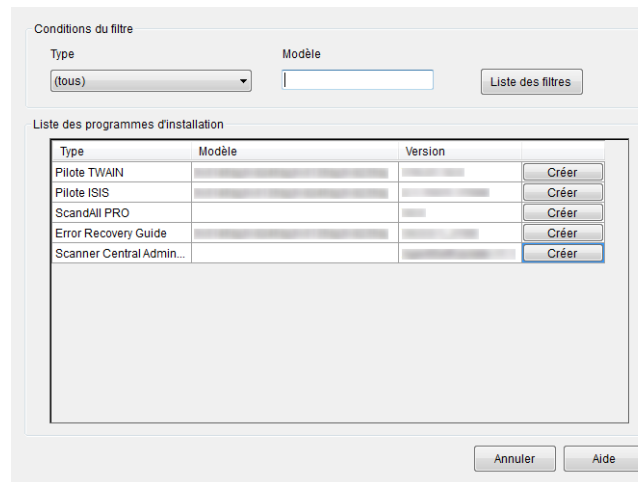 Conditions du filtre
Type Modèle
(tous) Liste des filtres
Liste des programmes d'installation
Type Modèle Version
Pilote TWAIN Créer
Pilote ISIS Créer
ScandAll PRO Créer
Error Recovery Guide Créer
Scanner Central Admin... Créer
Annuler Aide